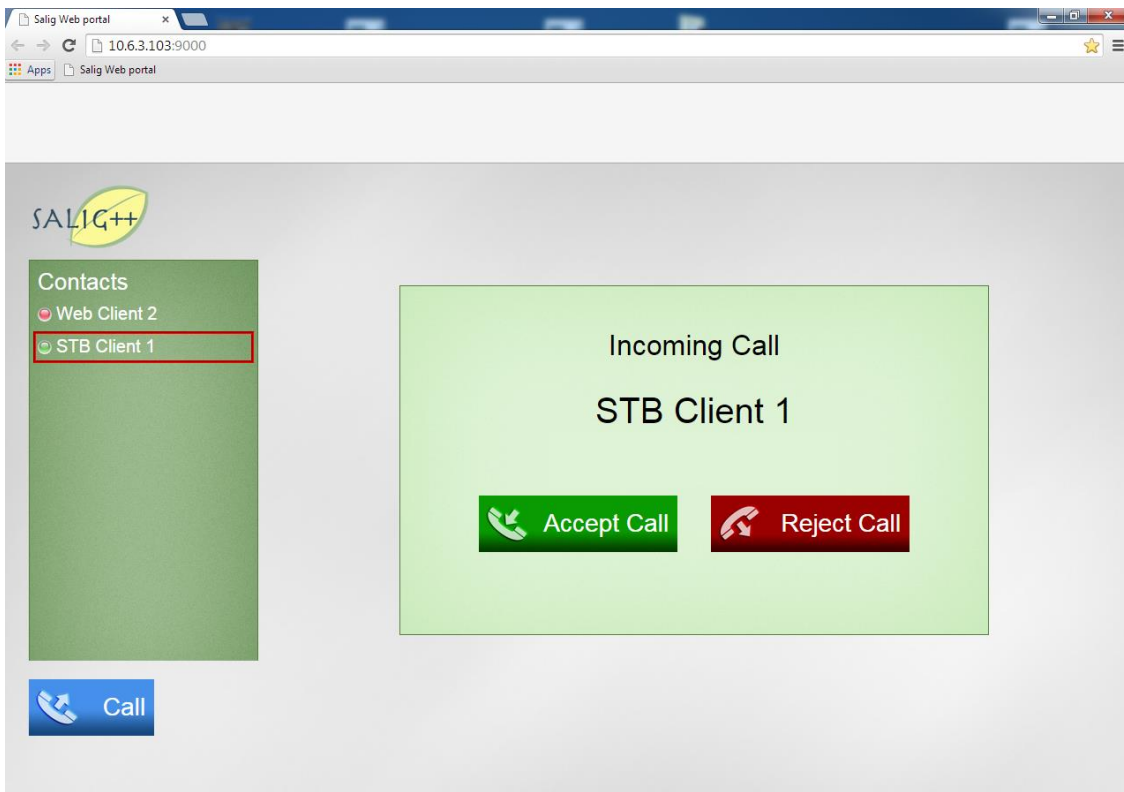 Salig Web portal
10.6.3.103:9000
Apps Salig Web portal
SALIG++
Contacts
Web Client 2
STB Client 1
Incoming Call
STB Client 1
Accept Call Reject Call
Call